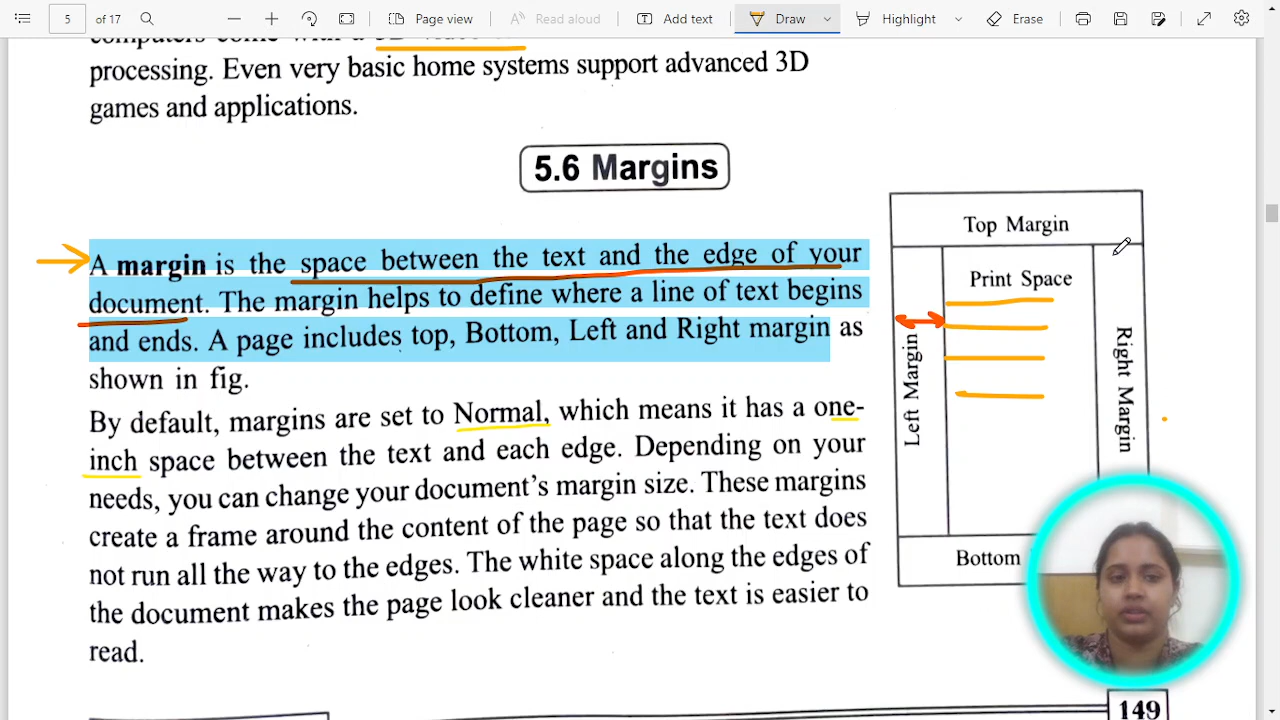 5 of 17 Page view Read aloud Add text Draw Highlight Erase
processing. Even very basic home systems support advanced 3D
games and applications.
5.6 Margins
A margin is the space between the text and the edge of your
document. The margin helps to define where a line of text begins
and ends. A page includes top, Bottom, Left and Right margin as
shown in fig.
By default, margins are set to Normal, which means it has a one-
inch space between the text and each edge. Depending on your
needs, you can change your document's margin size. These margins
create a frame around the content of the page so that the text does
not run all the way to the edges. The white space along the edges of
the document makes the page look cleaner and the text is easier to
read.
Top Margin
Print Space
Left Margin
Right Margin
Bottom
149